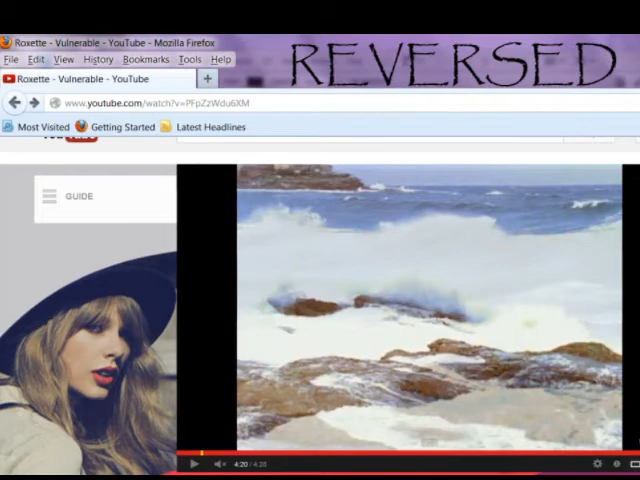 Roxette - Vulnerable - YouTube - Mozilla Firefox
REVERSED
File Edit View History Bookmarks Tools Help
Roxette - Vulnerable - YouTube +
www.youtube.com/watch?v=PFpZzWdu6XM
Most Visited Getting Started Latest Headlines
GUIDE
4:20 / 4:28